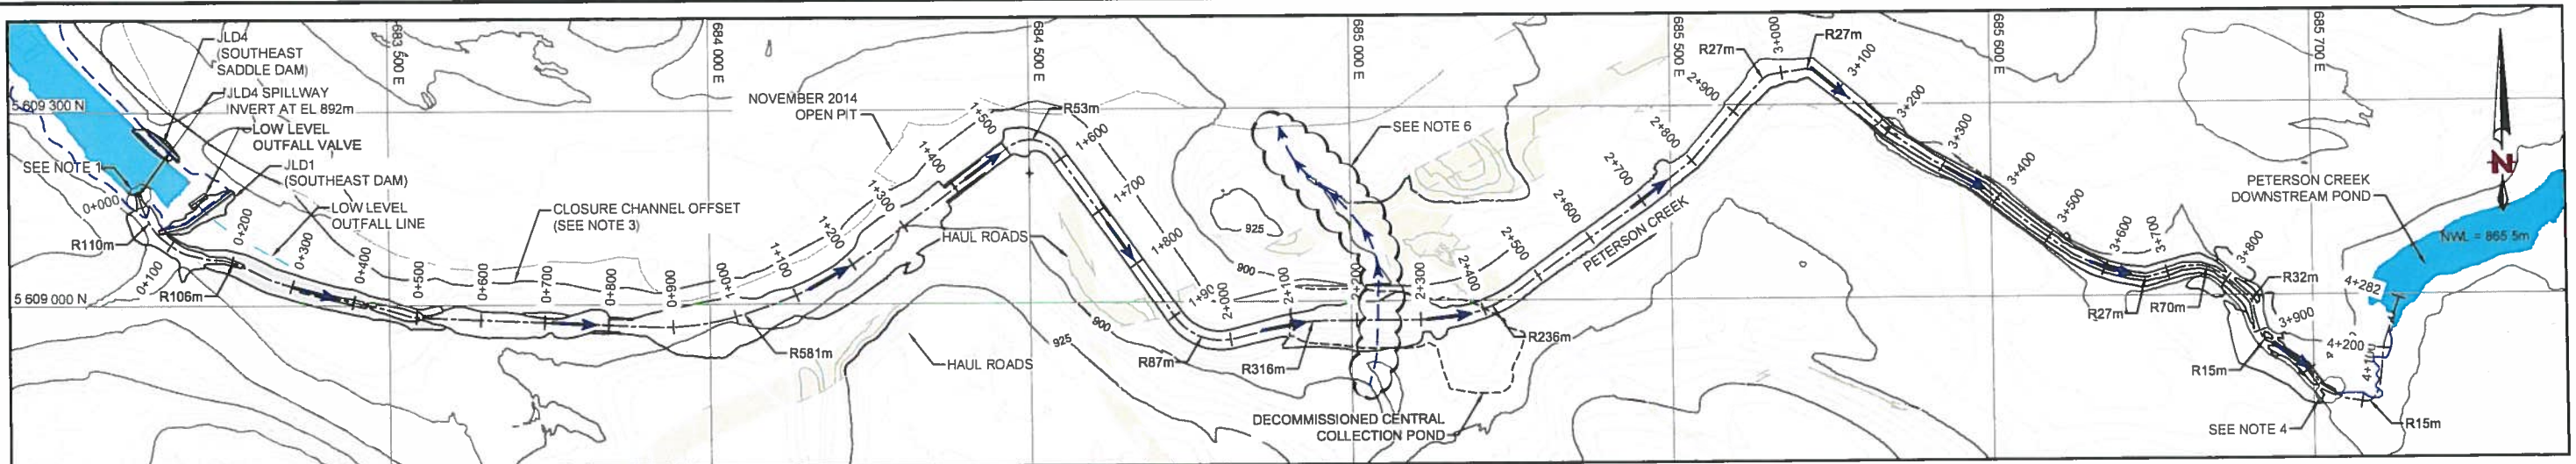 JLD4
(SOUTHEAST
SADDLE DAM)
JLD4 SPILLWAY
INVERT AT EL 892m
5 609 300 N
LOW LEVEL
OUTFALL VALVE
SEE NOTE 1
JLD1
(SOUTHEAST DAM)
0+000
LOW LEVEL
OUTFALL LINE
R110m
0+100
R106m
5 609 000 N
0+200
0+300
0+400
0+500
0+600
0+700
0+800
0+900
683 500 E
CLOSURE CHANNEL OFFSET
(SEE NOTE 3)
684 000 E
NOVEMBER 2014
OPEN PIT
1+000
1+100
1+200
1+300
1+400
1+500
R581m
684 500 E
R53m
1+600
1+700
1+800
1+90
HAUL ROADS
HAUL ROADS
900
925
R87m
2+000
925
900
2+100
2+200
2+300
2+400
R316m
685 000 E
SEE NOTE 6
R236m
DECOMMISSIONED CENTRAL
COLLECTION POND
2+500
2+600
2+700
2+800
2+900
PETERSON CREEK
685 500 E
R27m
3+000
R27m
3+100
3+200
3+300
685 600 E
3+400
3+500
3+600
3+700
3+800
R27m
R70m
R32m
3+900
R15m
685 700 E
PETERSON CREEK
DOWNSTREAM POND
NWL = 865.5m
4+282
4+200
4+100
SEE NOTE 4
R15m
N